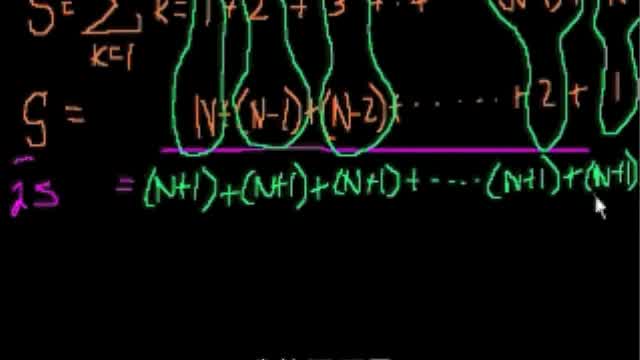 S = ∑ K = 1 + 2 + 3 + · · ·
K=1
S = N + (N-1) + (N-2) + · · · · · · + 2 + 1
2S = (N+1) + (N+1) + (N+1) + - · · · (N+1) + (N+1)